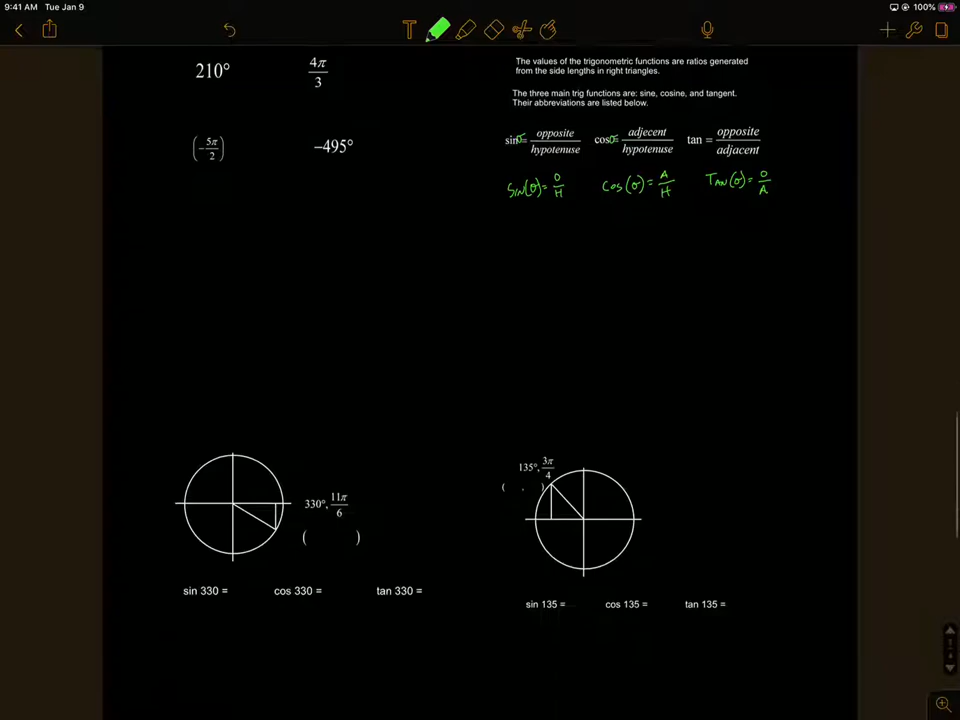 9:41 AM Tue Jan 9
100%
T
210°
4π/3
(-5π/2)
-495°
The values of the trigonometric functions are ratios generated
from the side lengths in right triangles.
The three main trig functions are: sine, cosine, and tangent.
Their abbreviations are listed below.
sinθ= opposite/hypotenuse cosθ= adjecent/hypotenuse tan = opposite/adjacent
SIN(θ)= O/H COS(θ)= A/H TAN(θ)= O/A
330°, 11π/6
( )
sin 330 = cos 330 = tan 330 =
135°, 3π/4
( , )
sin 135 = cos 135 = tan 135 =